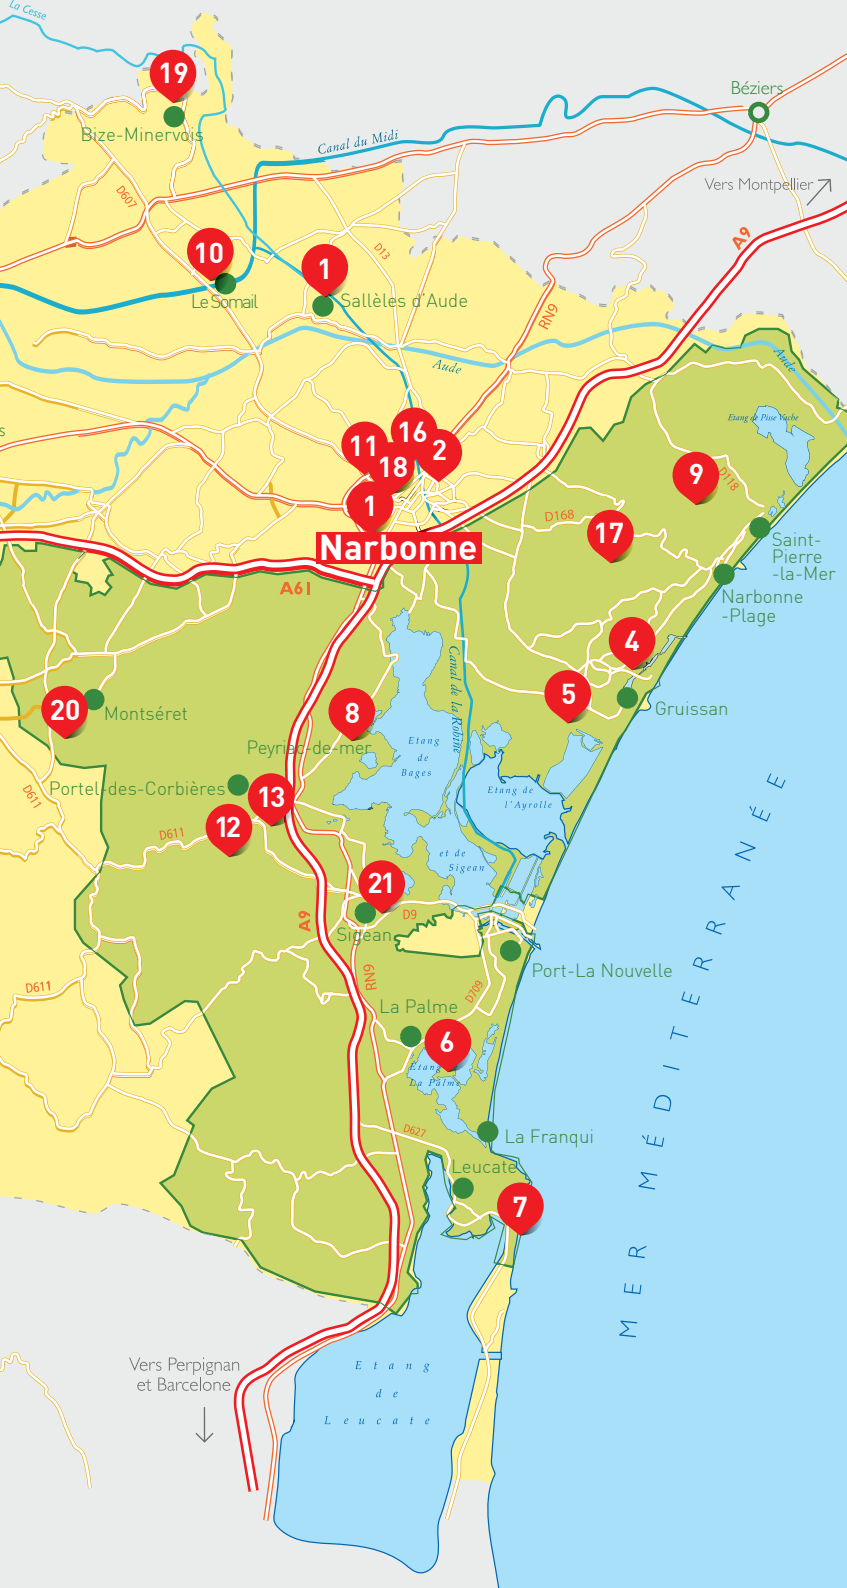 La Cesse
19
Béziers
Bize-Minervois
Canal du Midi
Vers Montpellier
D607
A9
10
D13
1
Le Somail
Sallèles d'Aude
RN9
Aude
Aude
s
Etang de Pisse Vache
16
11
2
18
9
D118
1
D168
17
Saint-
Pierre
-la-Mer
Narbonne
A61
Narbonne
-Plage
4
Canal de la Robine
5
20
Montséret
8
Gruissan
Peyriac-de-mer
Etang
de
Bages
Portel-des-Corbières
13
D611
Etang de
l'Ayrolle
12
D611
et de
Sigean
21
A9
D9
Sigean
Port-La Nouvelle
RN9
D709
D611
La Palme
6
Etang
La Palme
MER MÉDITERRANÉE
D627
La Franqui
Leucate
7
Vers Perpignan
et Barcelone
Etang
de
Leucate